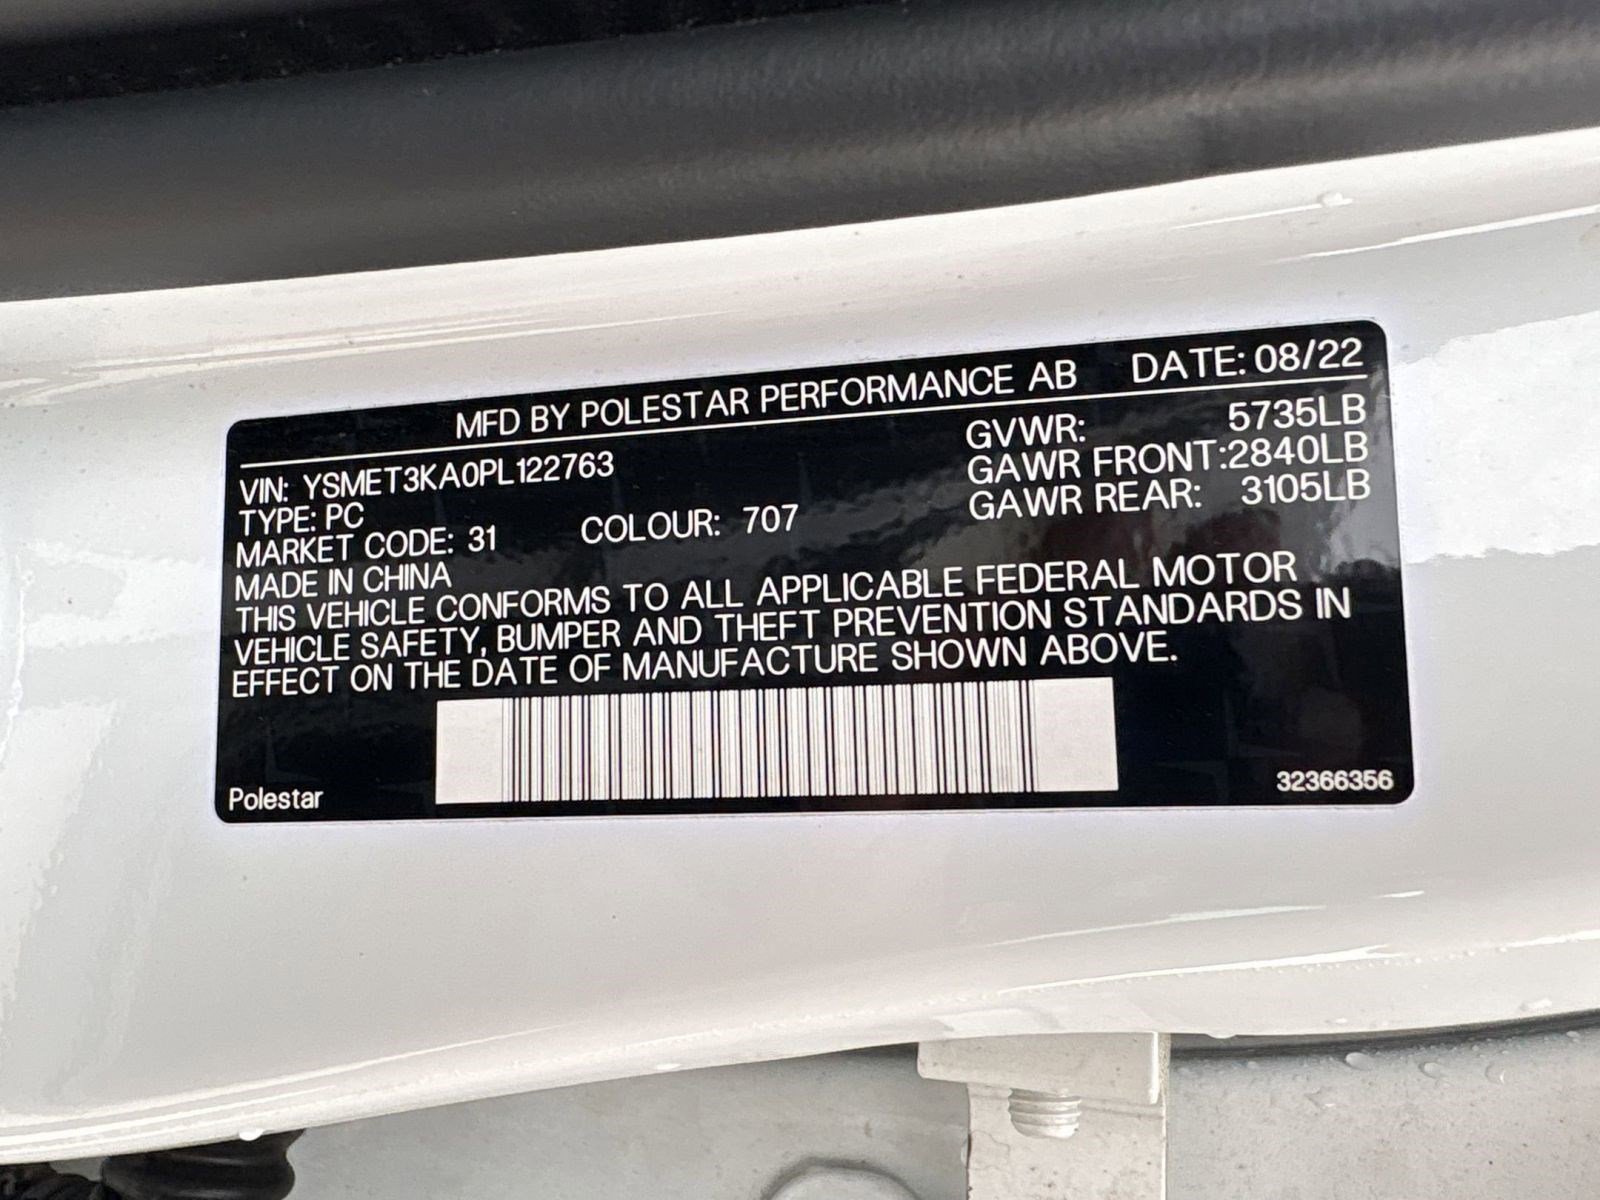 MFD BY POLESTAR PERFORMANCE AB DATE: 08/22
VIN: YSMET3KA0PL122763
TYPE: PC
MARKET CODE: 31 COLOUR: 707
GVWR: 5735LB
GAWR FRONT:2840LB
GAWR REAR: 3105LB
MADE IN CHINA
THIS VEHICLE CONFORMS TO ALL APPLICABLE FEDERAL MOTOR
VEHICLE SAFETY, BUMPER AND THEFT PREVENTION STANDARDS IN
EFFECT ON THE DATE OF MANUFACTURE SHOWN ABOVE.
Polestar
32366356